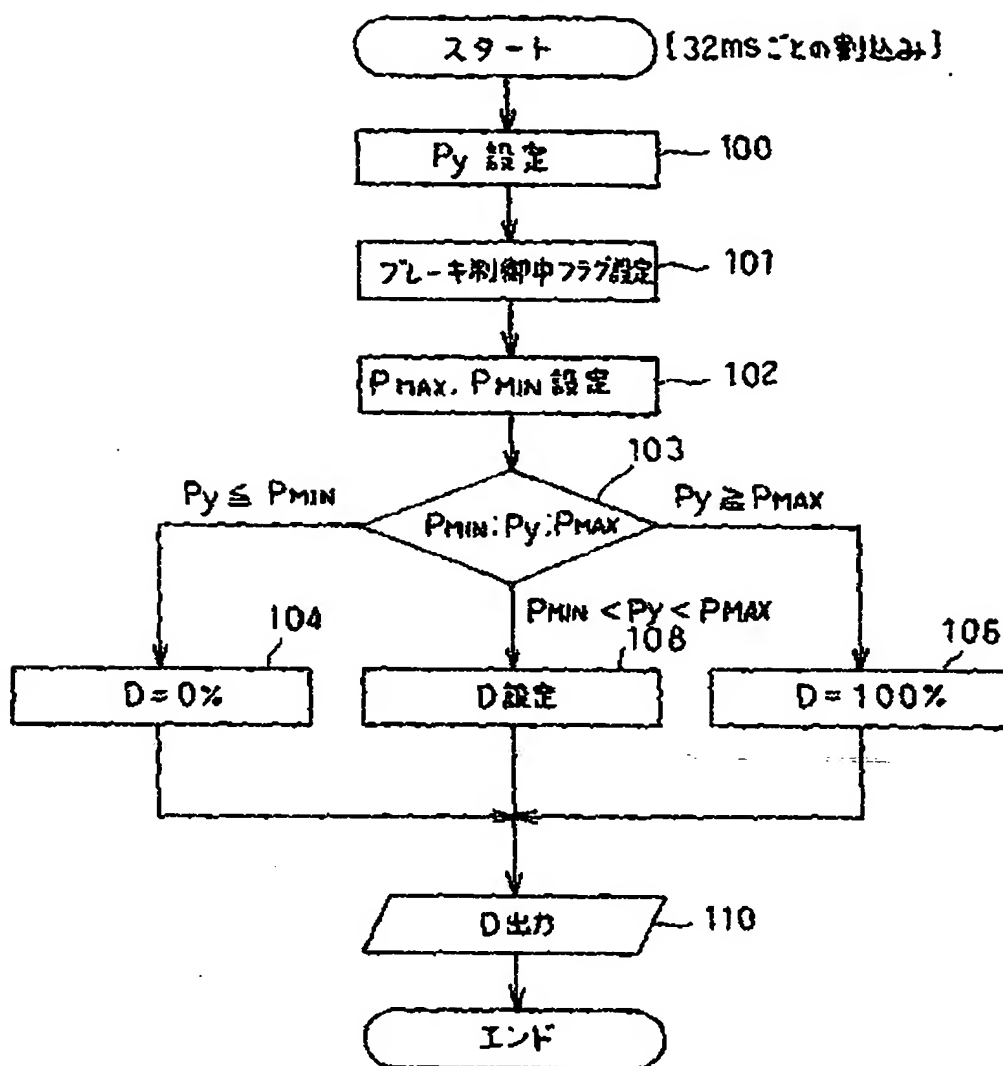 スタート
[32msごとの割込み]
Py 設定
100
ブレーキ制御中フラグ設定
101
PMAX, PMIN 設定
102
103
Py ≦ PMIN
PMIN:Py:PMAX
Py ≧ PMAX
PMIN < Py < PMAX
104
108
106
D=0%
D設定
D=100%
D出力
110
エンド